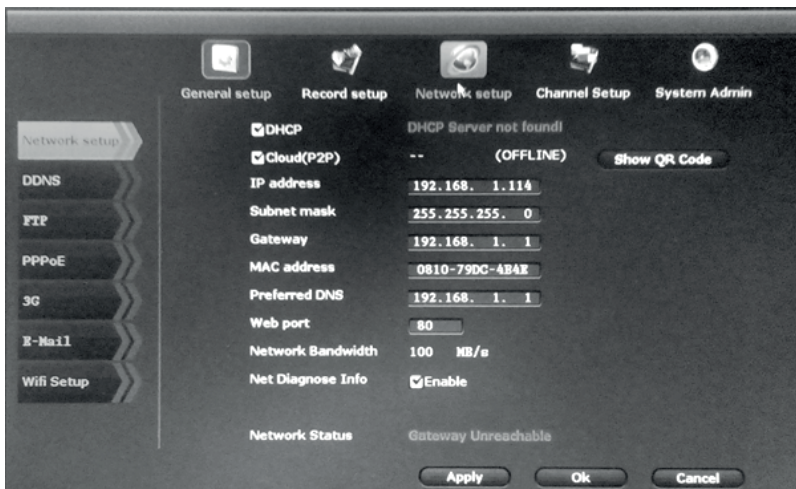 General setup Record setup Network setup Channel Setup System Admin
Network setup
DDNS
FTP
PPPoE
3G
E-Mail
Wifi Setup
DHCP DHCP Server not found!
Cloud(P2P) -- (OFFLINE) Show QR Code
IP address 192.168. 1.114
Subnet mask 255.255.255. 0
Gateway 192.168. 1. 1
MAC address 0810-79DC-4B4E
Preferred DNS 192.168. 1. 1
Web port 80
Network Bandwidth 100 MB/s
Net Diagnose Info Enable
Network Status Gateway Unreachable
Apply Ok Cancel